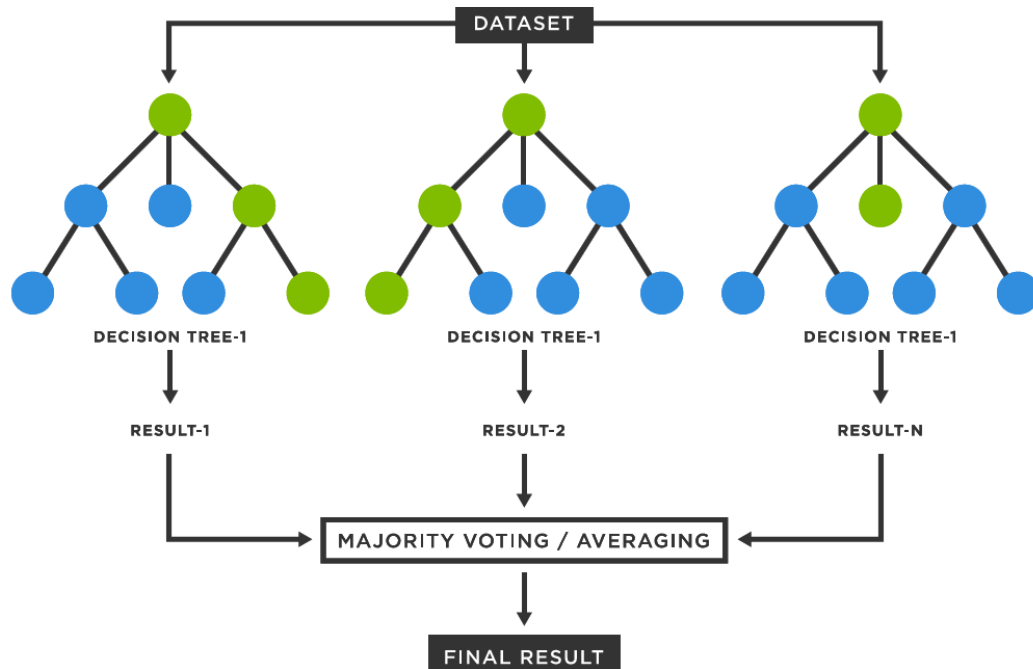 DATASET
DECISION TREE-1
DECISION TREE-1
DECISION TREE-1
RESULT-1
RESULT-2
RESULT-N
MAJORITY VOTING / AVERAGING
FINAL RESULT